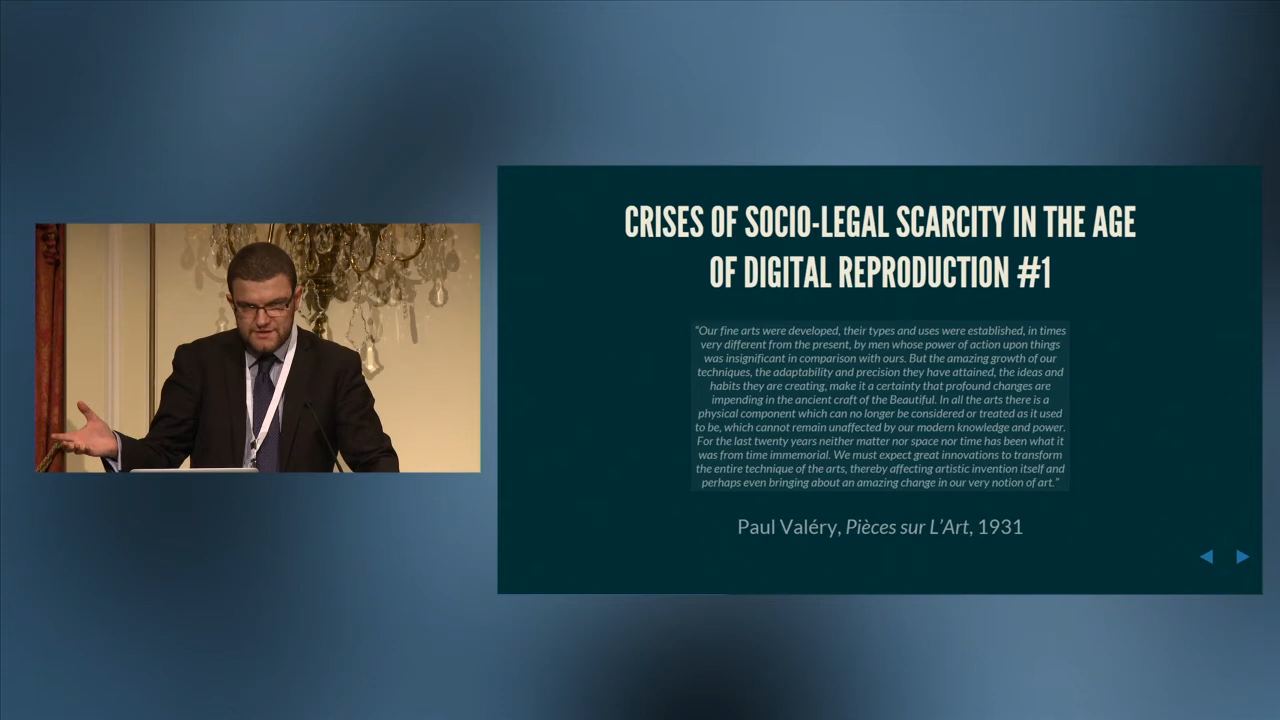 CRISES OF SOCIO-LEGAL SCARCITY IN THE AGE
OF DIGITAL REPRODUCTION #1
“Our fine arts were developed, their types and uses were established, in times
very different from the present, by men whose power of action upon things
was insignificant in comparison with ours. But the amazing growth of our
techniques, the adaptability and precision they have attained, the ideas and
habits they are creating, make it a certainty that profound changes are
impending in the ancient craft of the Beautiful. In all the arts there is a
physical component which can no longer be considered or treated as it used
to be, which cannot remain unaffected by our modern knowledge and power.
For the last twenty years neither matter nor space nor time has been what it
was from time immemorial. We must expect great innovations to transform
the entire technique of the arts, thereby affecting artistic invention itself and
perhaps even bringing about an amazing change in our very notion of art.”
Paul Valéry, Pièces sur L’Art, 1931